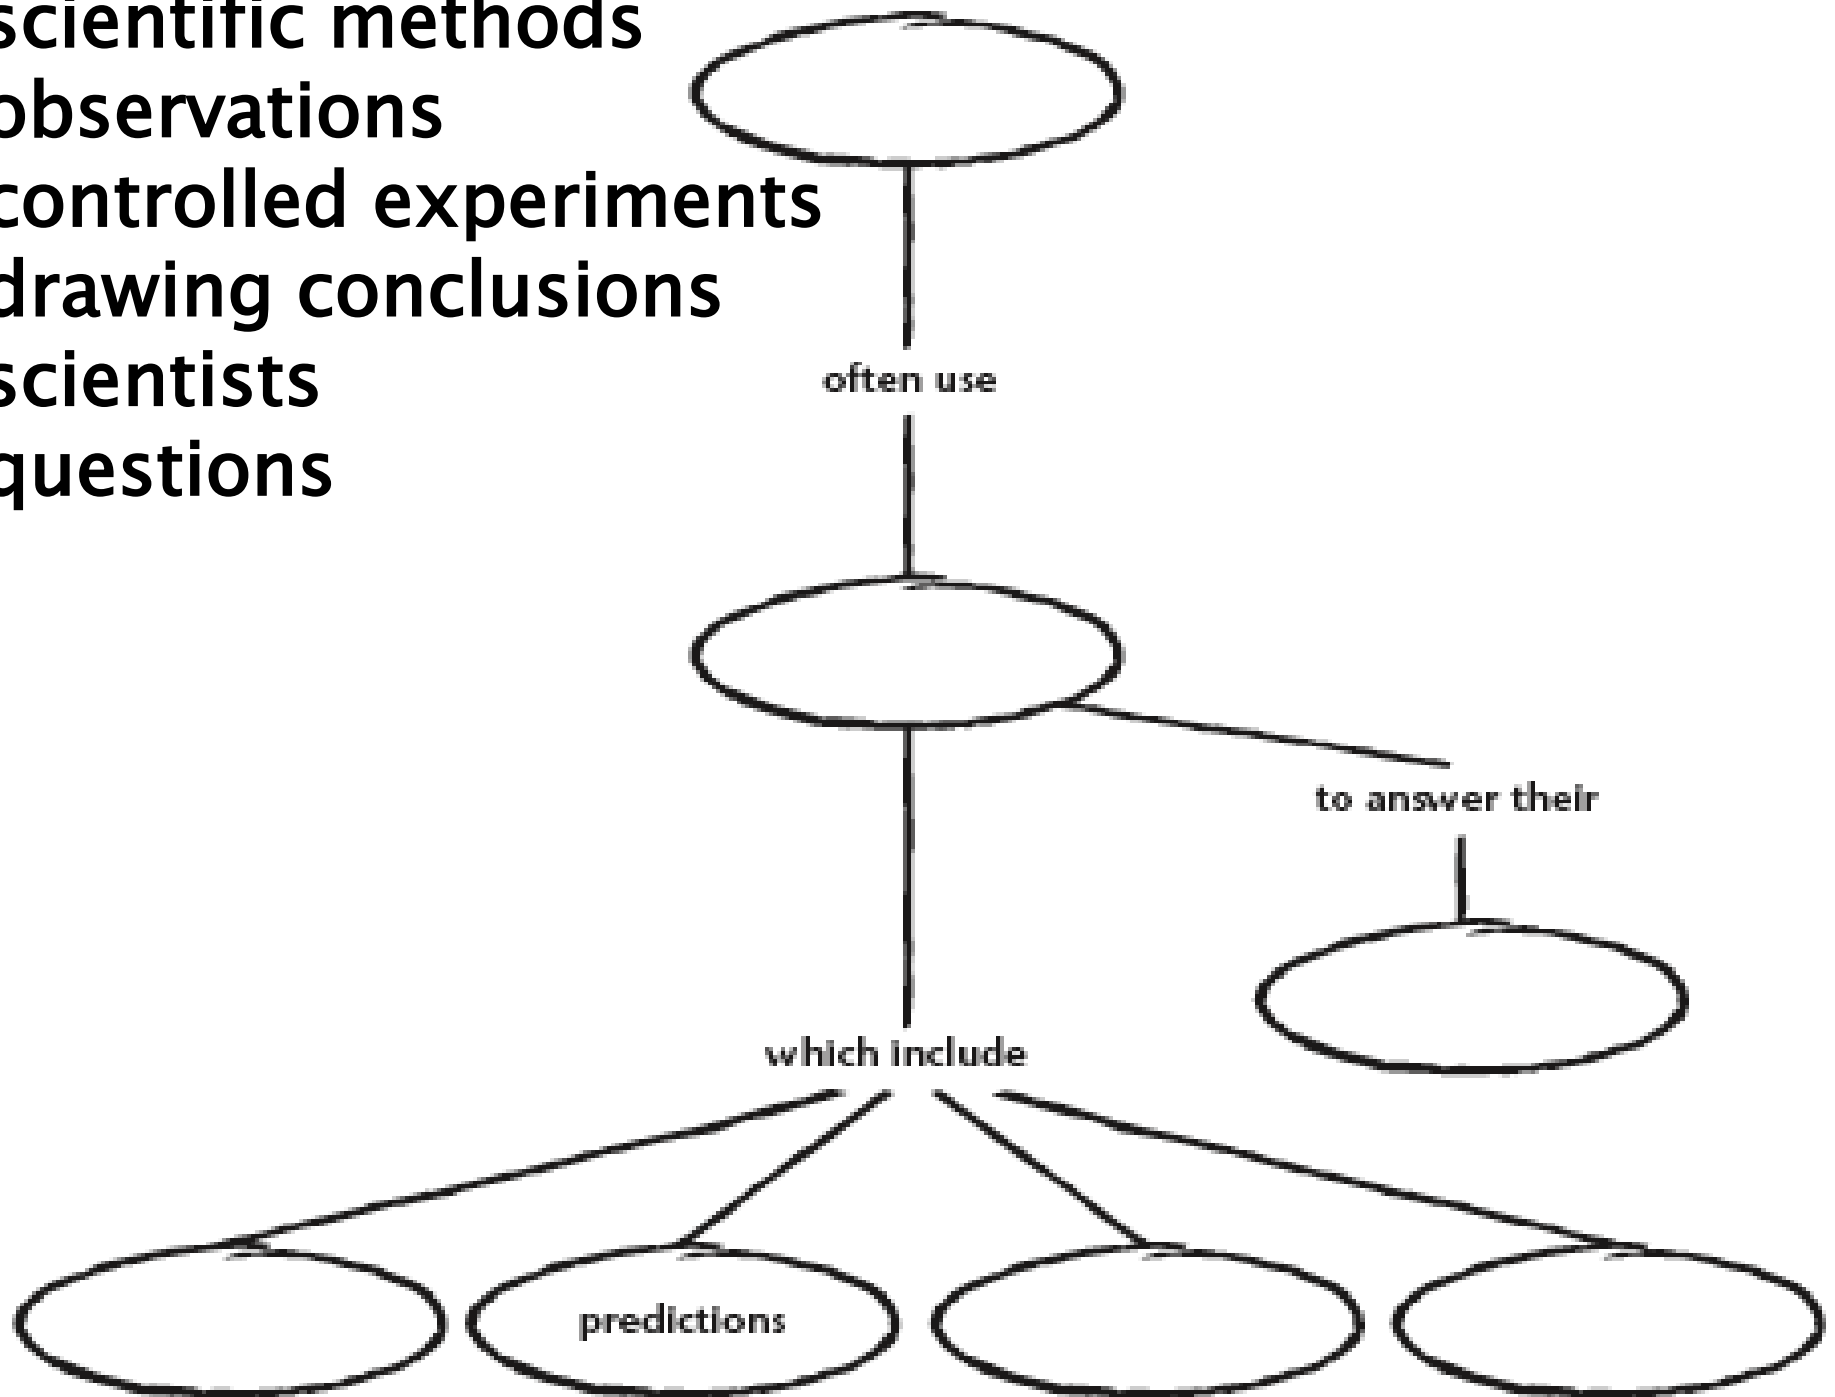 scientific methods
observations
controlled experiments
drawing conclusions
scientists
questions
often use
to answer their
which include
predictions